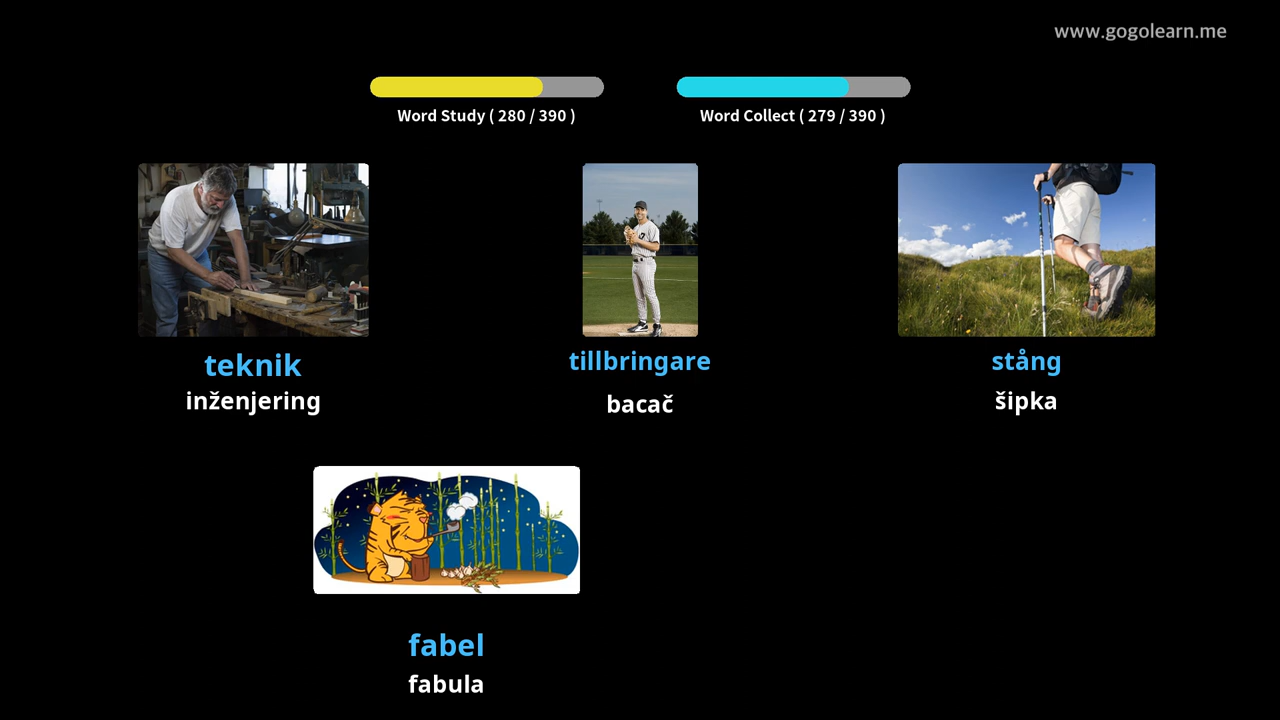 www.gogolearn.me
Word Study ( 280 / 390 )
Word Collect ( 279 / 390 )
teknik
inženjering
tillbringare
bacač
stång
šipka
fabel
fabula